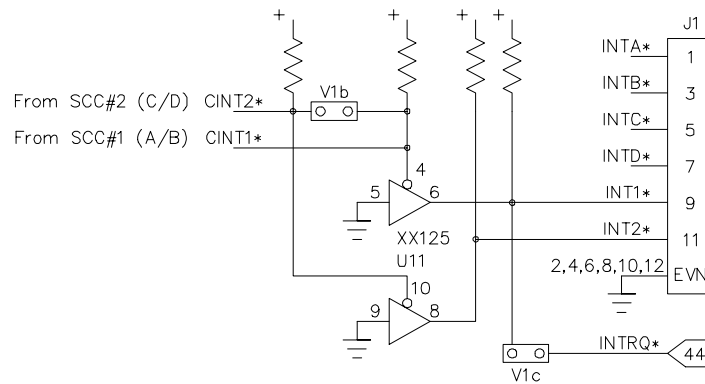 + + + +
J1
INTA* 1
V1b
INTB* 3
From SCC#2 (C/D) CINT2*
INTC* 5
From SCC#1 (A/B) CINT1*
INTD* 7
4
5 6 INT1* 9
XX125 INT2* 11
U11
2,4,6,8,10,12 EVN
10
9 8
INTRQ* 44
V1c